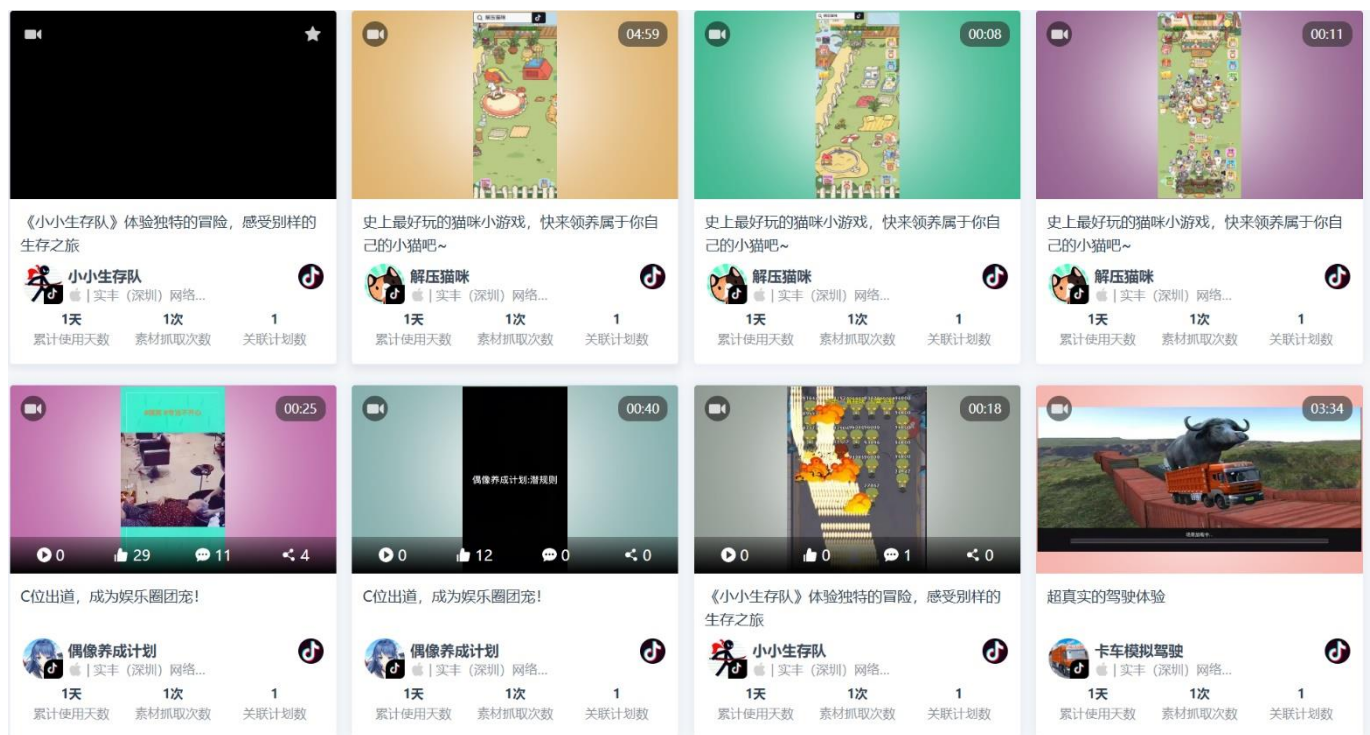 04:59
00:08
00:11
解压猫咪
《小小生存队》体验独特的冒险，感受别样的
生存之旅
小小生存队
| 实丰（深圳）网络...
1天 1次 1
累计使用天数 素材抓取次数 关联计划数
史上最好玩的猫咪小游戏，快来领养属于你自
己的小猫吧~
解压猫咪
| 实丰（深圳）网络...
1天 1次 1
累计使用天数 素材抓取次数 关联计划数
史上最好玩的猫咪小游戏，快来领养属于你自
己的小猫吧~
解压猫咪
| 实丰（深圳）网络...
1天 1次 1
累计使用天数 素材抓取次数 关联计划数
史上最好玩的猫咪小游戏，快来领养属于你自
己的小猫吧~
解压猫咪
| 实丰（深圳）网络...
1天 1次 1
累计使用天数 素材抓取次数 关联计划数
00:25
0 29 11 4
C位出道，成为娱乐圈团宠！
偶像养成计划
| 实丰（深圳）网络...
1天 1次 1
累计使用天数 素材抓取次数 关联计划数
00:40
偶像养成计划:潜规则
0 12 0 0
C位出道，成为娱乐圈团宠！
偶像养成计划
| 实丰（深圳）网络...
1天 1次 1
累计使用天数 素材抓取次数 关联计划数
00:18
0 0 1 0
《小小生存队》体验独特的冒险，感受别样的
生存之旅
小小生存队
| 实丰（深圳）网络...
1天 1次 1
累计使用天数 素材抓取次数 关联计划数
03:34
超真实的驾驶体验
卡车模拟驾驶
| 实丰（深圳）网络...
1天 1次 1
累计使用天数 素材抓取次数 关联计划数